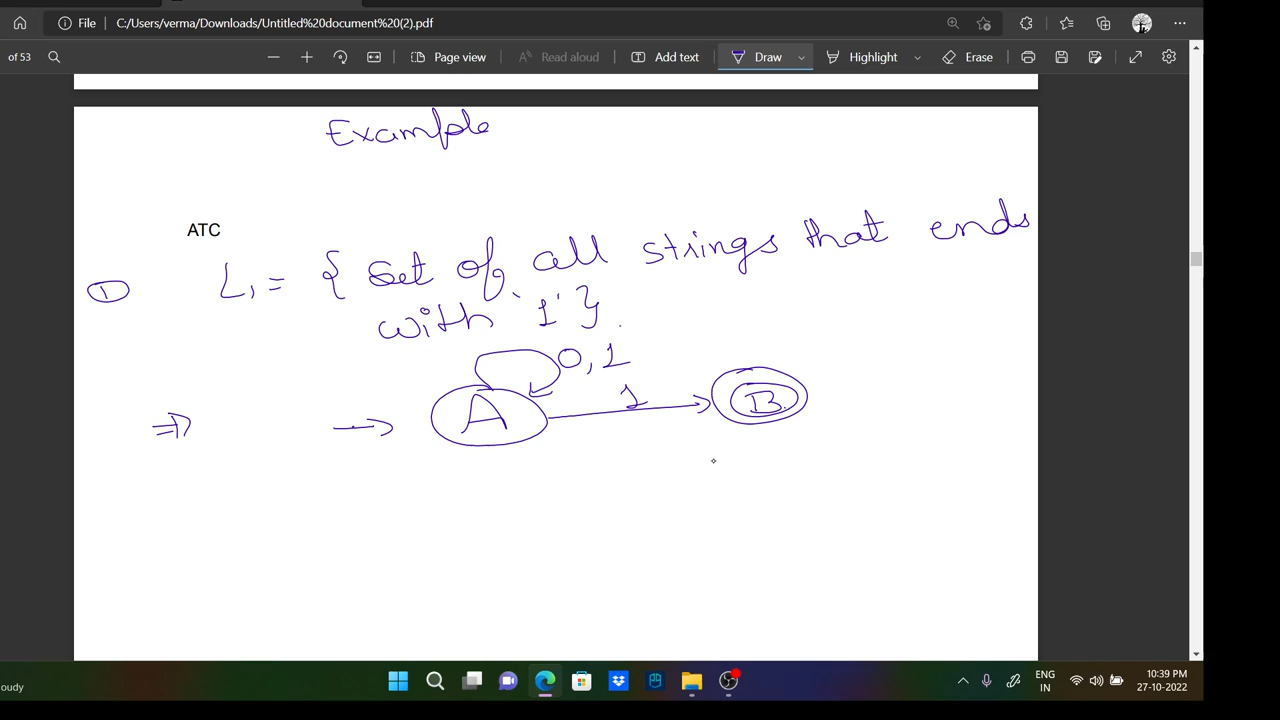 File C:/Users/verma/Downloads/Untitled%20document%20(2).pdf
of 53 Page view Read aloud Add text Draw Highlight Erase
Example
ATC
① L₁ = { Set of all strings that ends
with '1' }.
0, 1
⇒ → A 1 B
oudy
ENG 10:39 PM
IN 27-10-2022